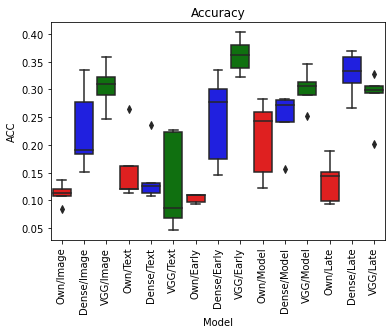 Accuracy
ACC
0.40
0.35
0.30
0.25
0.20
0.15
0.10
0.05
Own/Image
Dense/Image
VGG/Image
Own/Text
Dense/Text
VGG/Text
Own/Early
Dense/Early
VGG/Early
Own/Model
Dense/Model
VGG/Model
Own/Late
Dense/Late
VGG/Late
Model